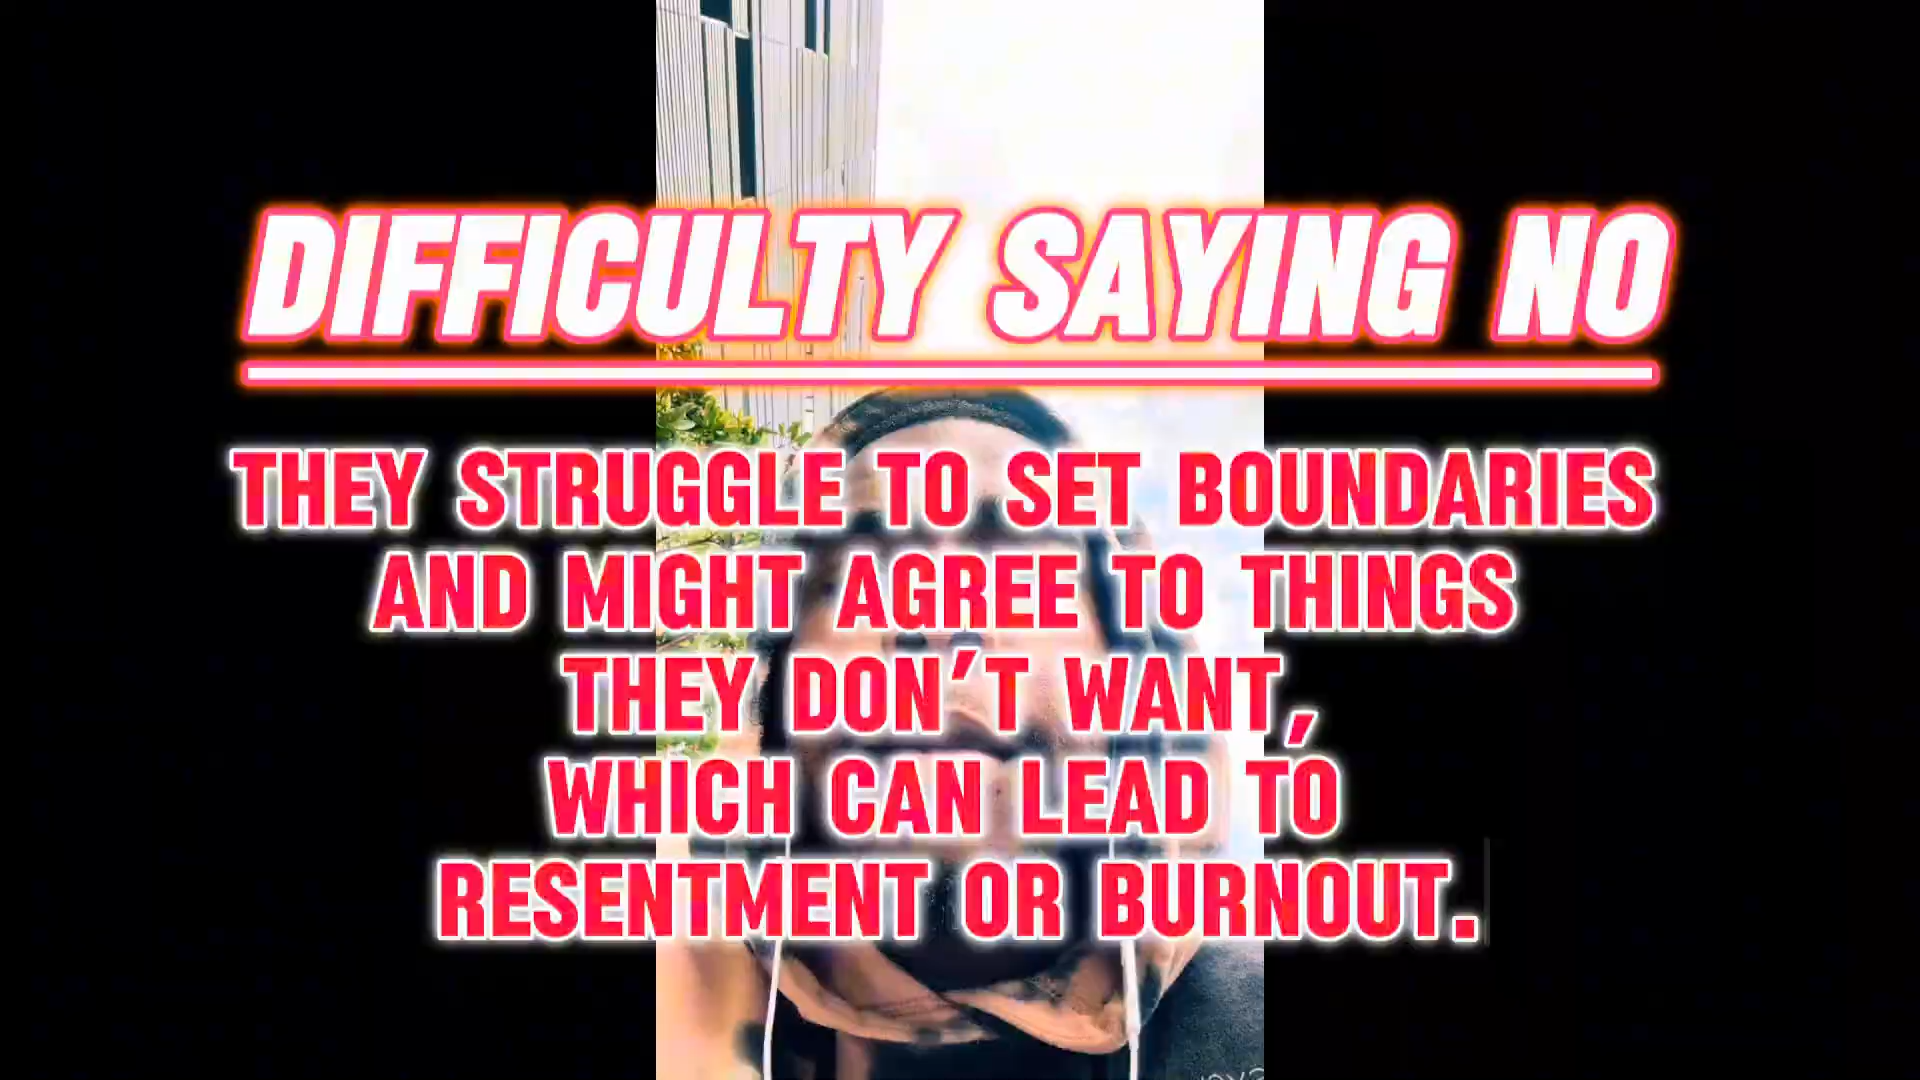 DIFFICULTY SAYING NO
THEY STRUGGLE TO SET BOUNDARIES
AND MIGHT AGREE TO THINGS
THEY DON'T WANT,
WHICH CAN LEAD TO
RESENTMENT OR BURNOUT.